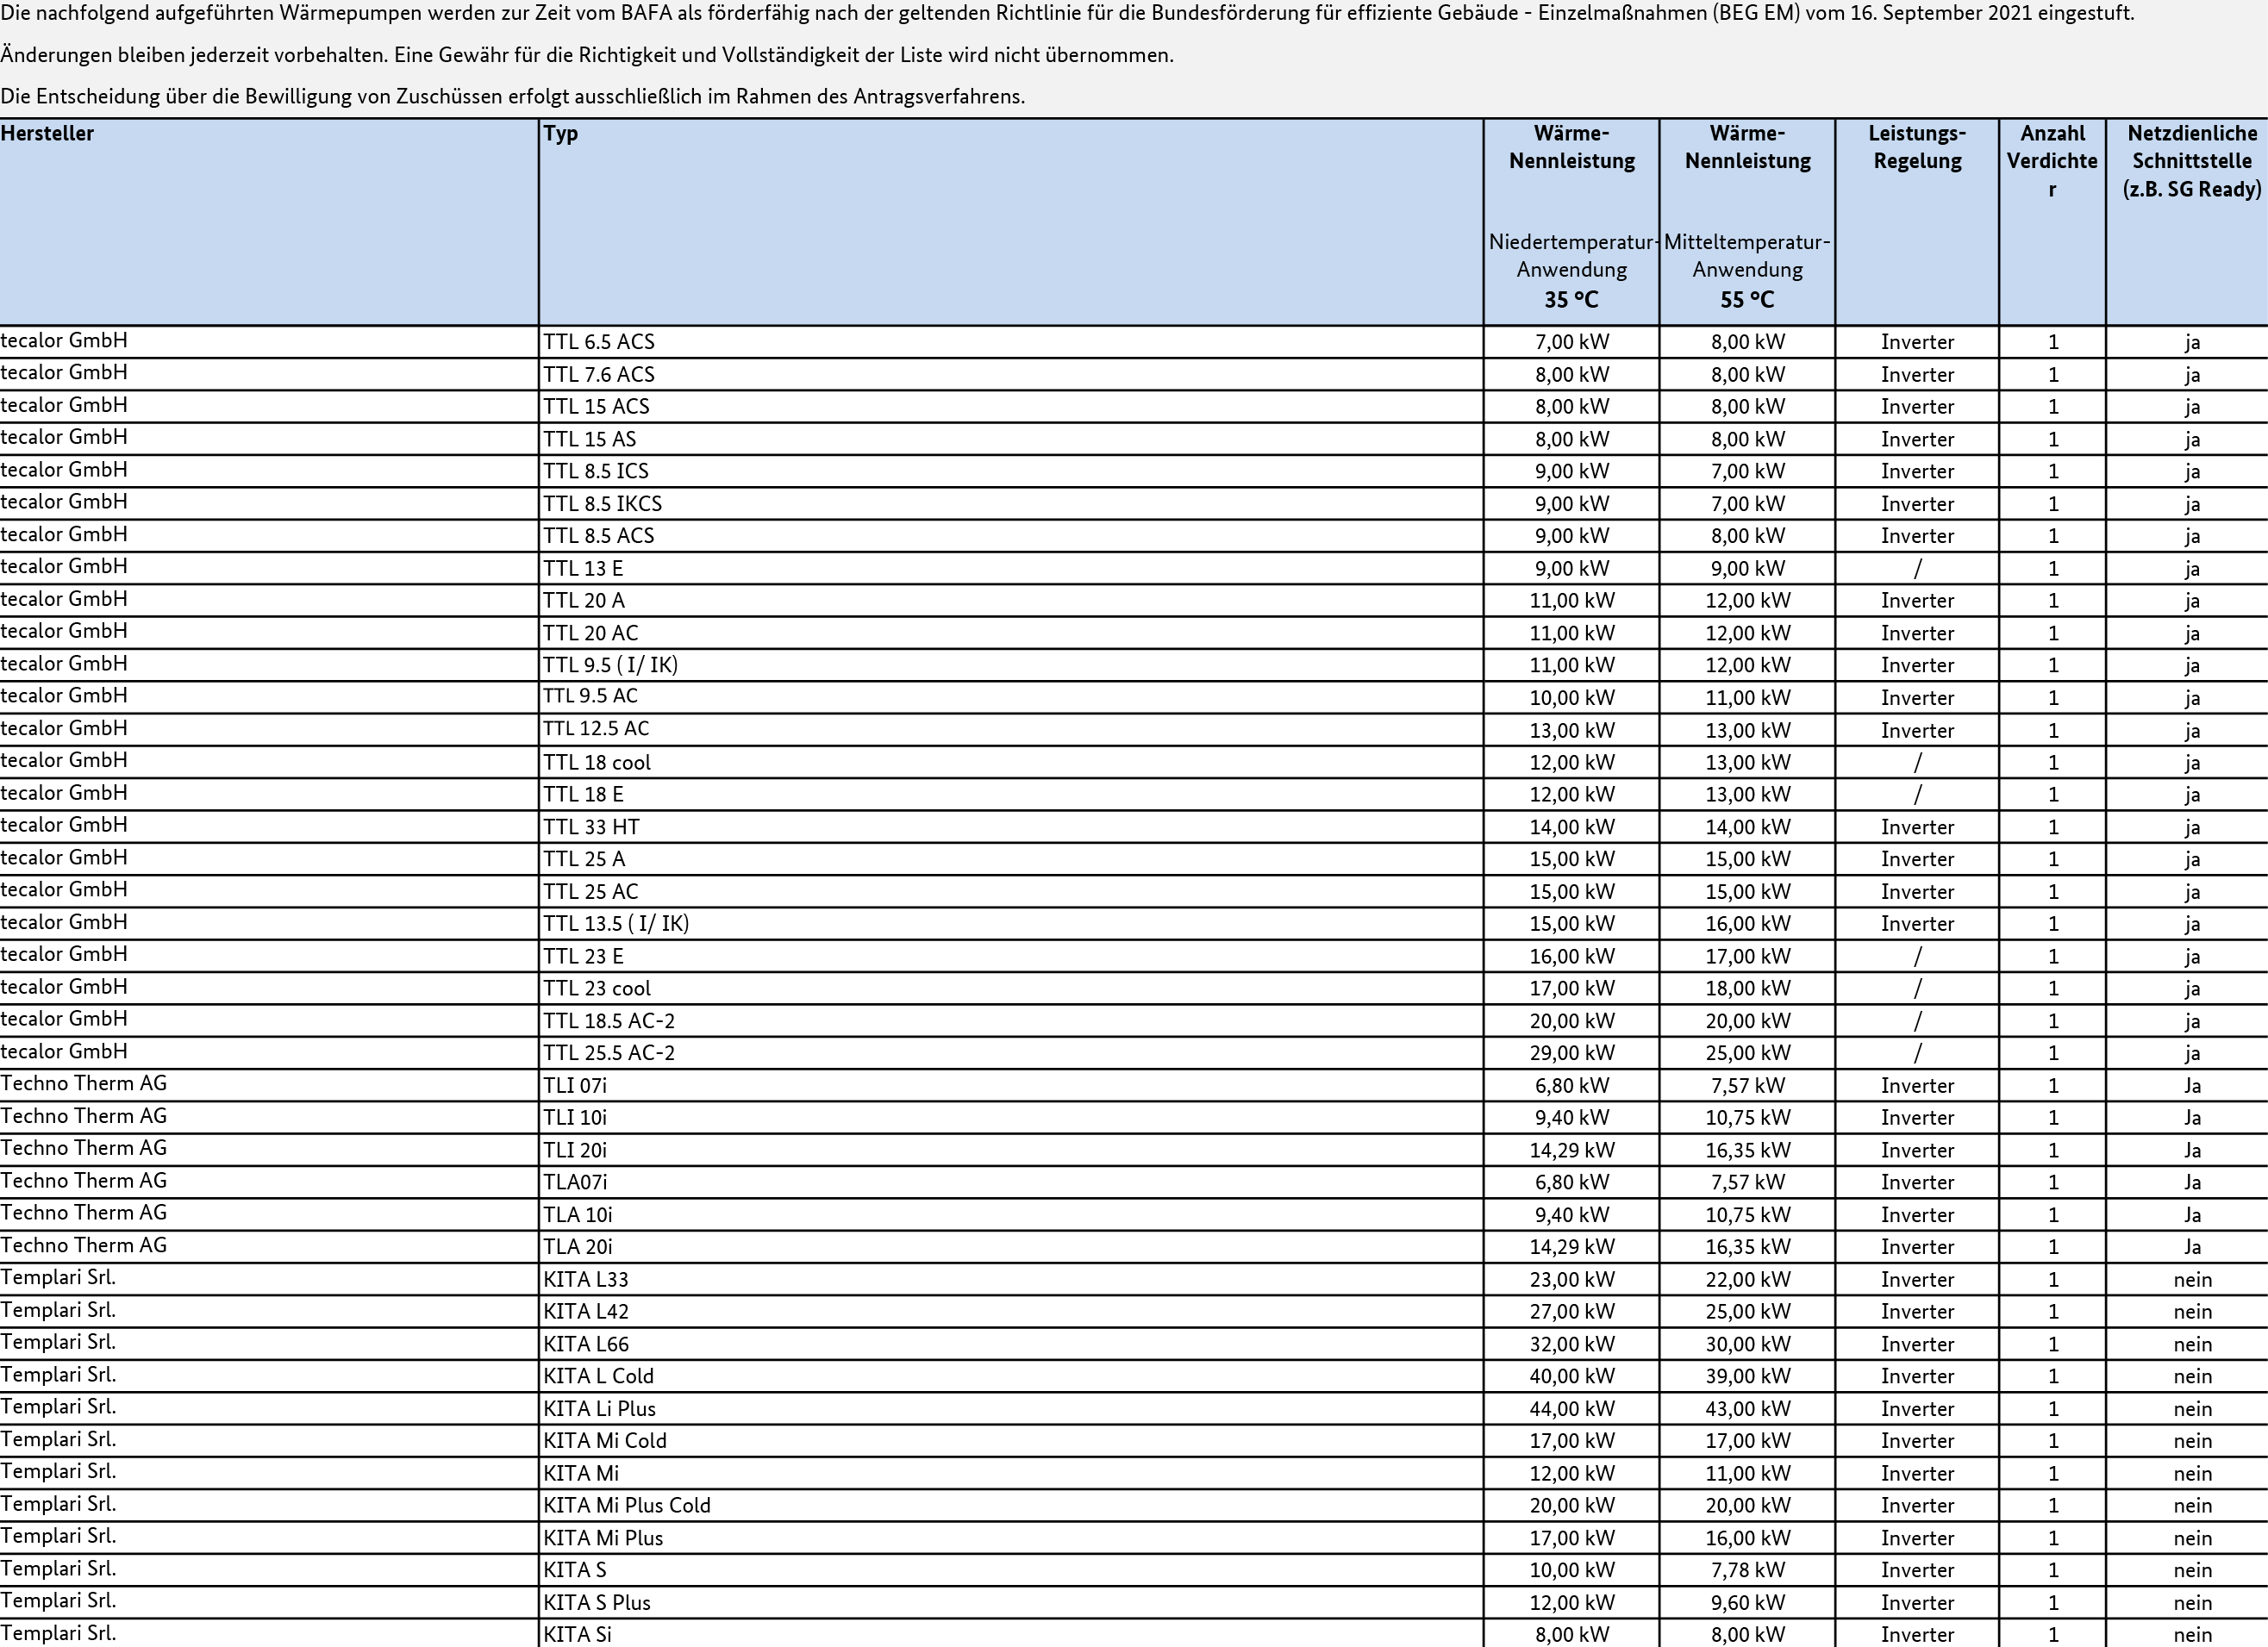 Die nachfolgend aufgeführten Wärmepumpen werden zur Zeit vom BAFA als förderfähig nach der geltenden Richtlinie für die Bundesförderung für effiziente Gebäude - Einzelmaßnahmen (BEG EM) vom 16. September 2021 eingestuft.
Änderungen bleiben jederzeit vorbehalten. Eine Gewähr für die Richtigkeit und Vollständigkeit der Liste wird nicht übernommen.
Die Entscheidung über die Bewilligung von Zuschüssen erfolgt ausschließlich im Rahmen des Antragsverfahrens.
Hersteller Typ Wärme- Wärme- Leistungs- Anzahl Netzdienliche
Nennleistung Nennleistung Regelung Verdichte Schnittstelle
r (z.B. SG Ready)
Niedertemperatur- Mitteltemperatur-
Anwendung Anwendung
35 °C 55 °C
tecalor GmbH TTL 6.5 ACS 7,00 kW 8,00 kW Inverter 1 ja
tecalor GmbH TTL 7.6 ACS 8,00 kW 8,00 kW Inverter 1 ja
tecalor GmbH TTL 15 ACS 8,00 kW 8,00 kW Inverter 1 ja
tecalor GmbH TTL 15 AS 8,00 kW 8,00 kW Inverter 1 ja
tecalor GmbH TTL 8.5 ICS 9,00 kW 7,00 kW Inverter 1 ja
tecalor GmbH TTL 8.5 IKCS 9,00 kW 7,00 kW Inverter 1 ja
tecalor GmbH TTL 8.5 ACS 9,00 kW 8,00 kW Inverter 1 ja
tecalor GmbH TTL 13 E 9,00 kW 9,00 kW / 1 ja
tecalor GmbH TTL 20 A 11,00 kW 12,00 kW Inverter 1 ja
tecalor GmbH TTL 20 AC 11,00 kW 12,00 kW Inverter 1 ja
tecalor GmbH TTL 9.5 ( I/ IK) 11,00 kW 12,00 kW Inverter 1 ja
tecalor GmbH TTL 9.5 AC 10,00 kW 11,00 kW Inverter 1 ja
tecalor GmbH TTL 12.5 AC 13,00 kW 13,00 kW Inverter 1 ja
tecalor GmbH TTL 18 cool 12,00 kW 13,00 kW / 1 ja
tecalor GmbH TTL 18 E 12,00 kW 13,00 kW / 1 ja
tecalor GmbH TTL 33 HT 14,00 kW 14,00 kW Inverter 1 ja
tecalor GmbH TTL 25 A 15,00 kW 15,00 kW Inverter 1 ja
tecalor GmbH TTL 25 AC 15,00 kW 15,00 kW Inverter 1 ja
tecalor GmbH TTL 13.5 ( I/ IK) 15,00 kW 16,00 kW Inverter 1 ja
tecalor GmbH TTL 23 E 16,00 kW 17,00 kW / 1 ja
tecalor GmbH TTL 23 cool 17,00 kW 18,00 kW / 1 ja
tecalor GmbH TTL 18.5 AC-2 20,00 kW 20,00 kW / 1 ja
tecalor GmbH TTL 25.5 AC-2 29,00 kW 25,00 kW / 1 ja
Techno Therm AG TLI 07i 6,80 kW 7,57 kW Inverter 1 Ja
Techno Therm AG TLI 10i 9,40 kW 10,75 kW Inverter 1 Ja
Techno Therm AG TLI 20i 14,29 kW 16,35 kW Inverter 1 Ja
Techno Therm AG TLA07i 6,80 kW 7,57 kW Inverter 1 Ja
Techno Therm AG TLA 10i 9,40 kW 10,75 kW Inverter 1 Ja
Techno Therm AG TLA 20i 14,29 kW 16,35 kW Inverter 1 Ja
Templari Srl. KITA L33 23,00 kW 22,00 kW Inverter 1 nein
Templari Srl. KITA L42 27,00 kW 25,00 kW Inverter 1 nein
Templari Srl. KITA L66 32,00 kW 30,00 kW Inverter 1 nein
Templari Srl. KITA L Cold 40,00 kW 39,00 kW Inverter 1 nein
Templari Srl. KITA Li Plus 44,00 kW 43,00 kW Inverter 1 nein
Templari Srl. KITA Mi Cold 17,00 kW 17,00 kW Inverter 1 nein
Templari Srl. KITA Mi 12,00 kW 11,00 kW Inverter 1 nein
Templari Srl. KITA Mi Plus Cold 20,00 kW 20,00 kW Inverter 1 nein
Templari Srl. KITA Mi Plus 17,00 kW 16,00 kW Inverter 1 nein
Templari Srl. KITA S 10,00 kW 7,78 kW Inverter 1 nein
Templari Srl. KITA S Plus 12,00 kW 9,60 kW Inverter 1 nein
Templari Srl. KITA Si 8,00 kW 8,00 kW Inverter 1 nein